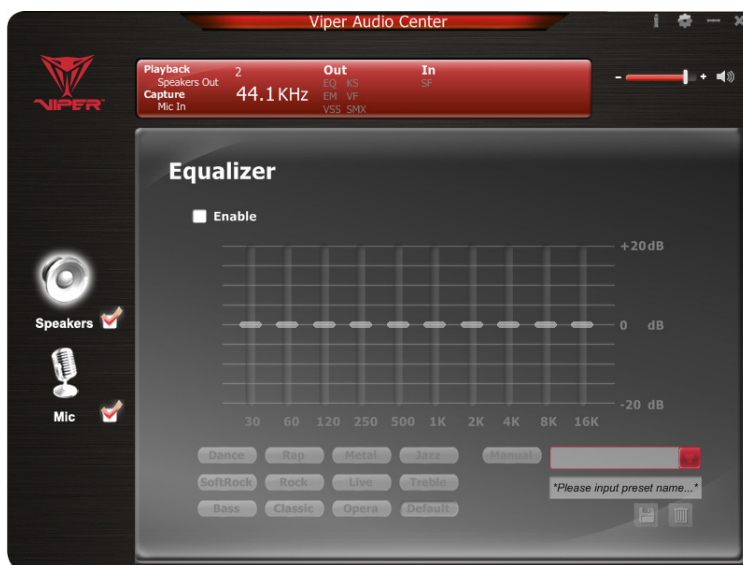 Viper Audio Center
VIPER
Playback 2 Out In
Speakers Out EQ KS SF
Capture 44.1KHz EM VF
Mic In VSS SMX
- +
Equalizer
Enable
+20dB
Speakers
0 dB
Mic
-20 dB
30 60 120 250 500 1K 2K 4K 8K 16K
Dance Rap Metal Jazz Manual
SoftRock Rock Live Treble
*Please input preset name...*
Bass Classic Opera Default